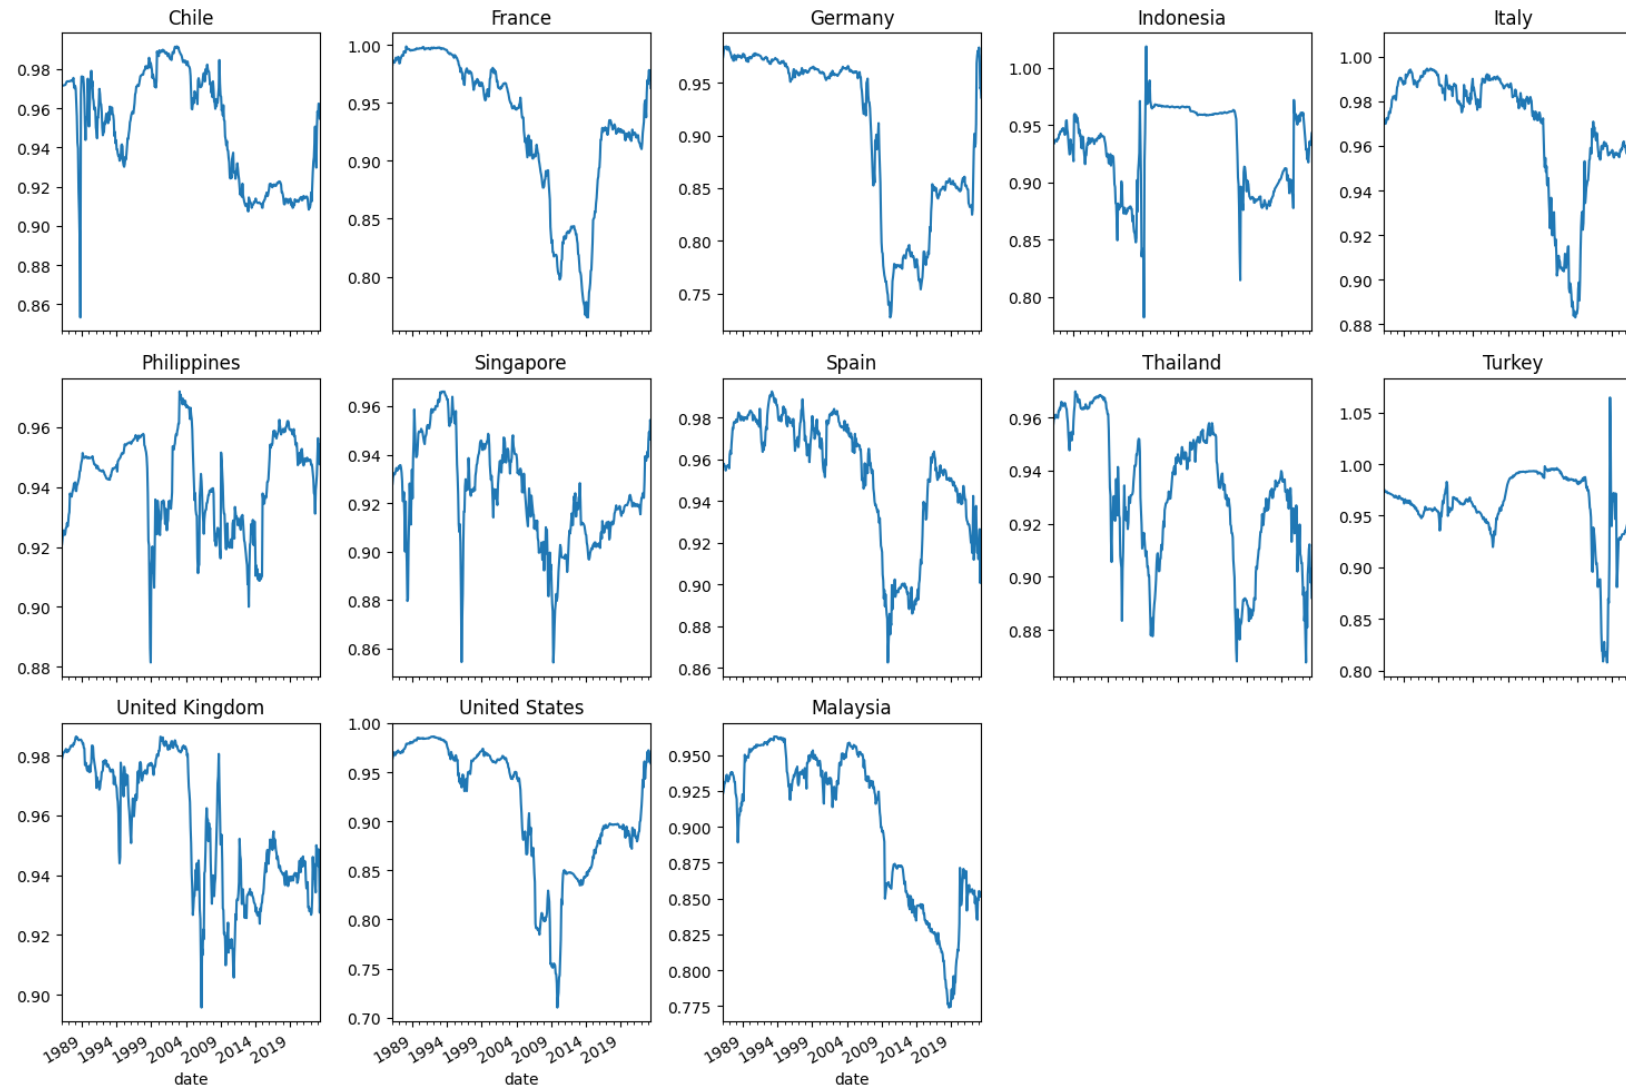 Chile France Germany Indonesia Italy
0.98 1.00 0.95 1.00 1.00
0.96 0.95 0.90 0.95 0.98
0.94 0.90 0.85 0.90 0.96
0.92 0.85 0.80 0.85 0.94
0.90 0.80 0.75 0.80 0.92
0.88 0.90
0.86 0.88
Philippines Singapore Spain Thailand Turkey
0.96 0.96 0.98 0.96 1.05
0.94 0.94 0.96 0.94 1.00
0.92 0.92 0.94 0.92 0.95
0.90 0.90 0.92 0.90 0.90
0.88 0.88 0.90 0.88 0.85
0.86 0.88 0.80
0.86
United Kingdom United States Malaysia
0.98 1.00 0.950
0.96 0.95 0.925
0.94 0.90 0.900
0.92 0.85 0.875
0.90 0.80 0.850
0.75 0.825
0.70 0.800
0.775
1989 1994 1999 2004 2009 2014 2019 1989 1994 1999 2004 2009 2014 2019 1989 1994 1999 2004 2009 2014 2019
date date date